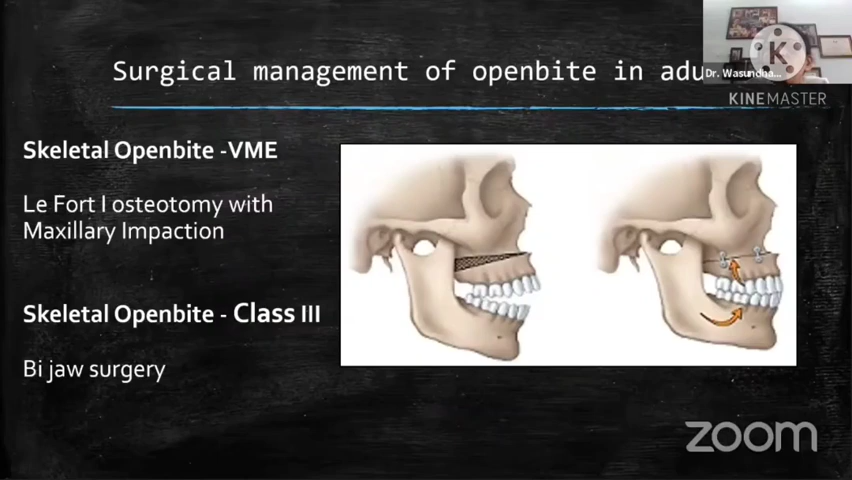 Surgical management of openbite in adu
Dr. Wasundha...
K
KINEMASTER
Skeletal Openbite -VME
Le Fort I osteotomy with
Maxillary Impaction
Skeletal Openbite - Class III
Bi jaw surgery
zoom